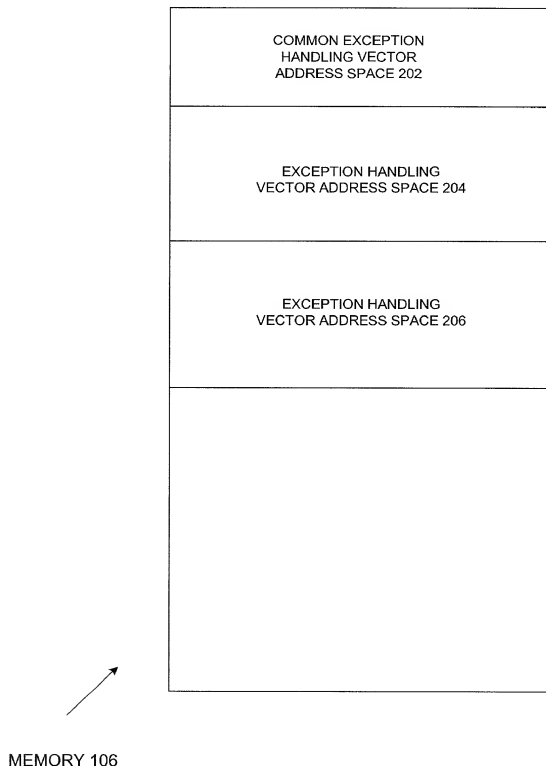 COMMON EXCEPTION
HANDLING VECTOR
ADDRESS SPACE 202
EXCEPTION HANDLING
VECTOR ADDRESS SPACE 204
EXCEPTION HANDLING
VECTOR ADDRESS SPACE 206
MEMORY 106